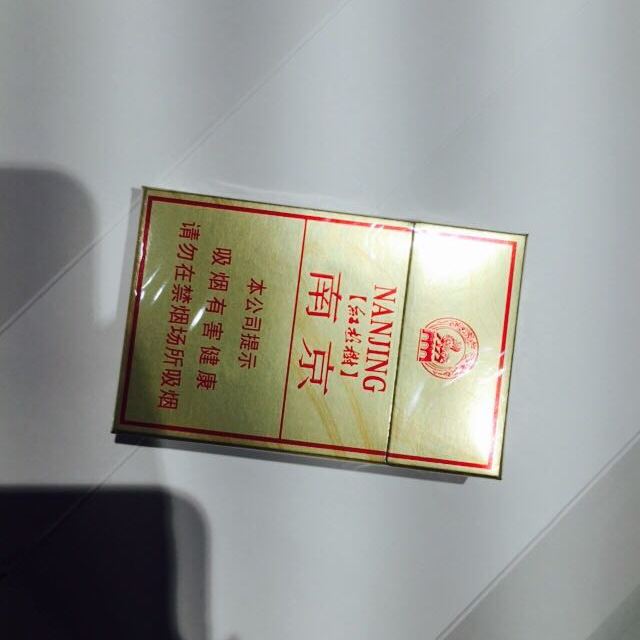 NANJING
【红杉树】
南京
本公司提示
吸烟有害健康
请勿在禁烟场所吸烟